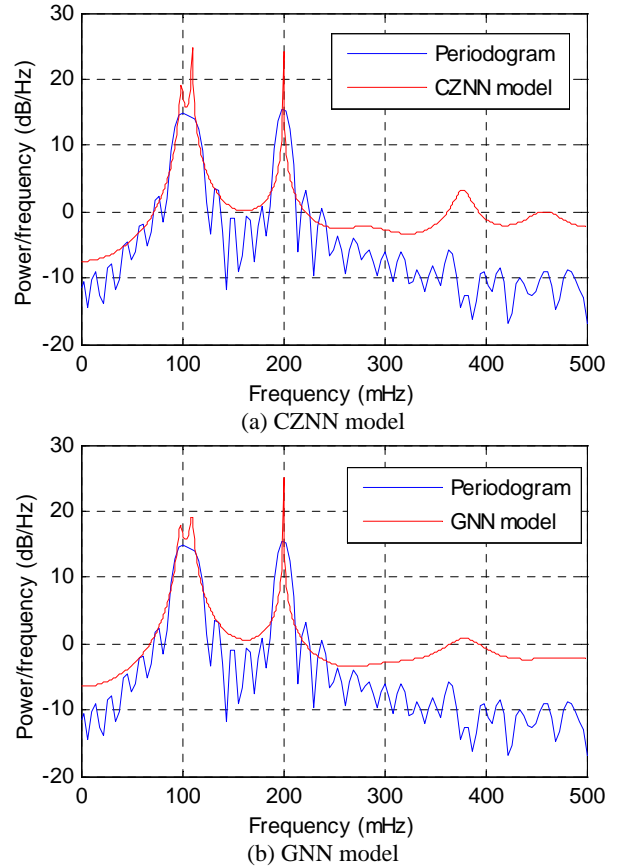 30
20
10
0
-10
-20
Power/frequency (dB/Hz)
Periodogram
CZNN model
0 100 200 300 400 500
Frequency (mHz)
(a) CZNN model
30
20
10
0
-10
-20
Power/frequency (dB/Hz)
Periodogram
GNN model
0 100 200 300 400 500
Frequency (mHz)
(b) GNN model